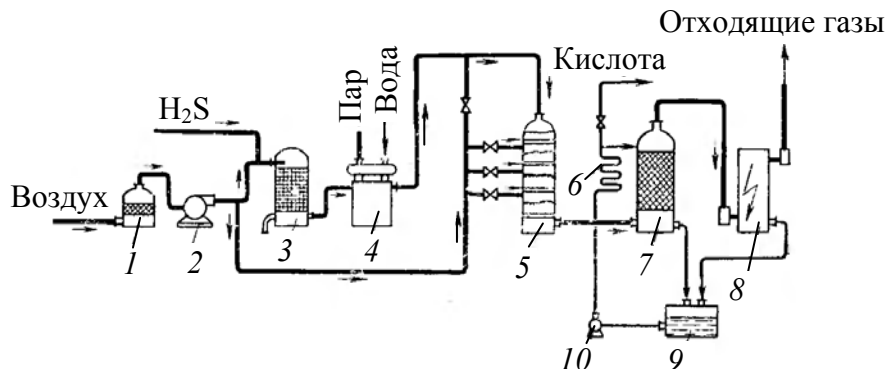 Отходящие газы
Кислота
Пар
Вода
H₂S
Воздух
1
2
3
4
5
6
7
8
9
10